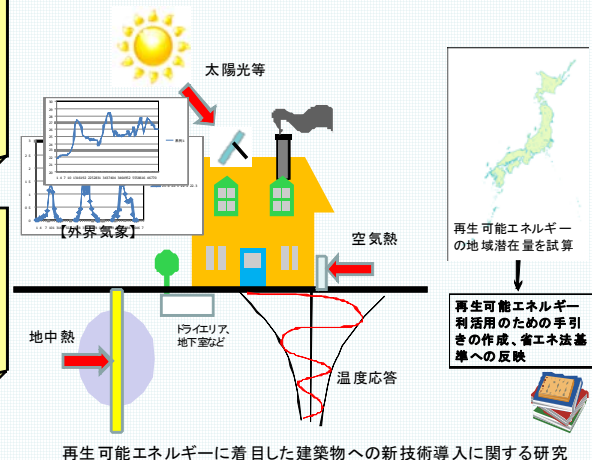 太陽光等
【外界気象】
空気熱
地中熱
ドライエリア、
地下室など
温度応答
再生可能エネルギー
の地域潜在量を試算
再生可能エネルギー
利活用のための手引
きの作成、省エネ法基
準への反映
再生可能エネルギーに着目した建築物への新技術導入に関する研究